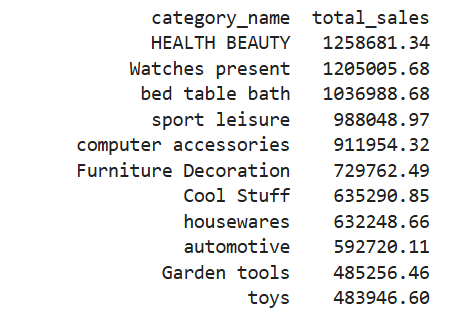 category_name total_sales
HEALTH BEAUTY 1258681.34
Watches present 1205005.68
bed table bath 1036988.68
sport leisure 988048.97
computer accessories 911954.32
Furniture Decoration 729762.49
Cool Stuff 635290.85
housewares 632248.66
automotive 592720.11
Garden tools 485256.46
toys 483946.60